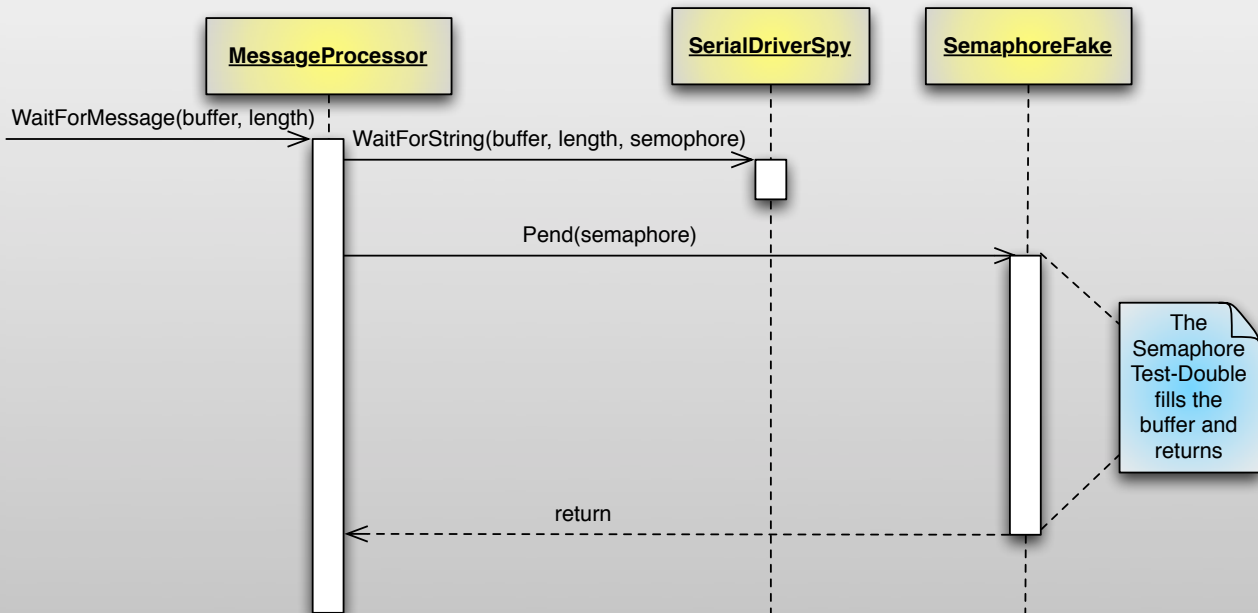 MessageProcessor
SerialDriverSpy
SemaphoreFake
WaitForMessage(buffer, length)
WaitForString(buffer, length, semophore)
Pend(semaphore)
The
Semaphore
Test-Double
fills the
buffer and
returns
return